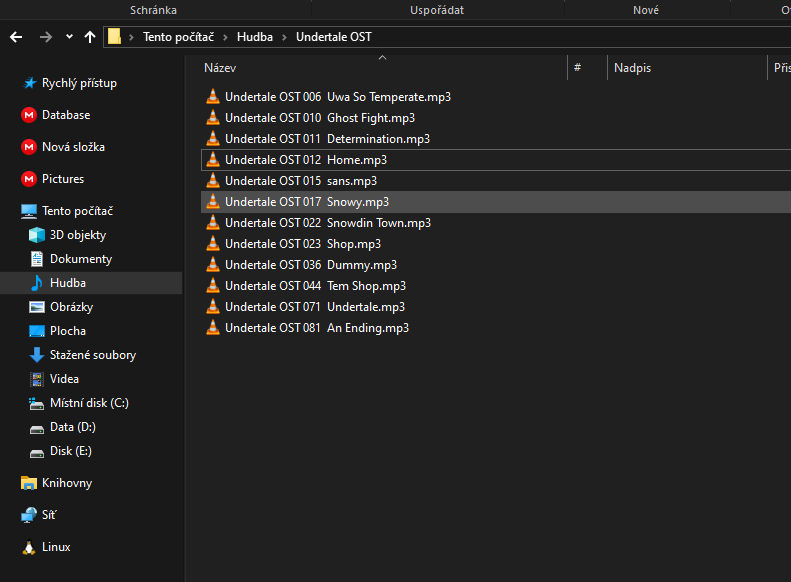 Schránka Uspořádat Nové
Tento počítač Hudba Undertale OST
Název # Nadpis
Rychlý přístup
Database
Nová složka
Pictures
Tento počítač
3D objekty
Dokumenty
Hudba
Obrázky
Plocha
Stažené soubory
Videa
Místní disk (C:)
Data (D:)
Disk (E:)
Knihovny
Síť
Linux
Undertale OST 006 Uwa So Temperate.mp3
Undertale OST 010 Ghost Fight.mp3
Undertale OST 011 Determination.mp3
Undertale OST 012 Home.mp3
Undertale OST 015 sans.mp3
Undertale OST 017 Snowy.mp3
Undertale OST 022 Snowdin Town.mp3
Undertale OST 023 Shop.mp3
Undertale OST 036 Dummy.mp3
Undertale OST 044 Tem Shop.mp3
Undertale OST 071 Undertale.mp3
Undertale OST 081 An Ending.mp3